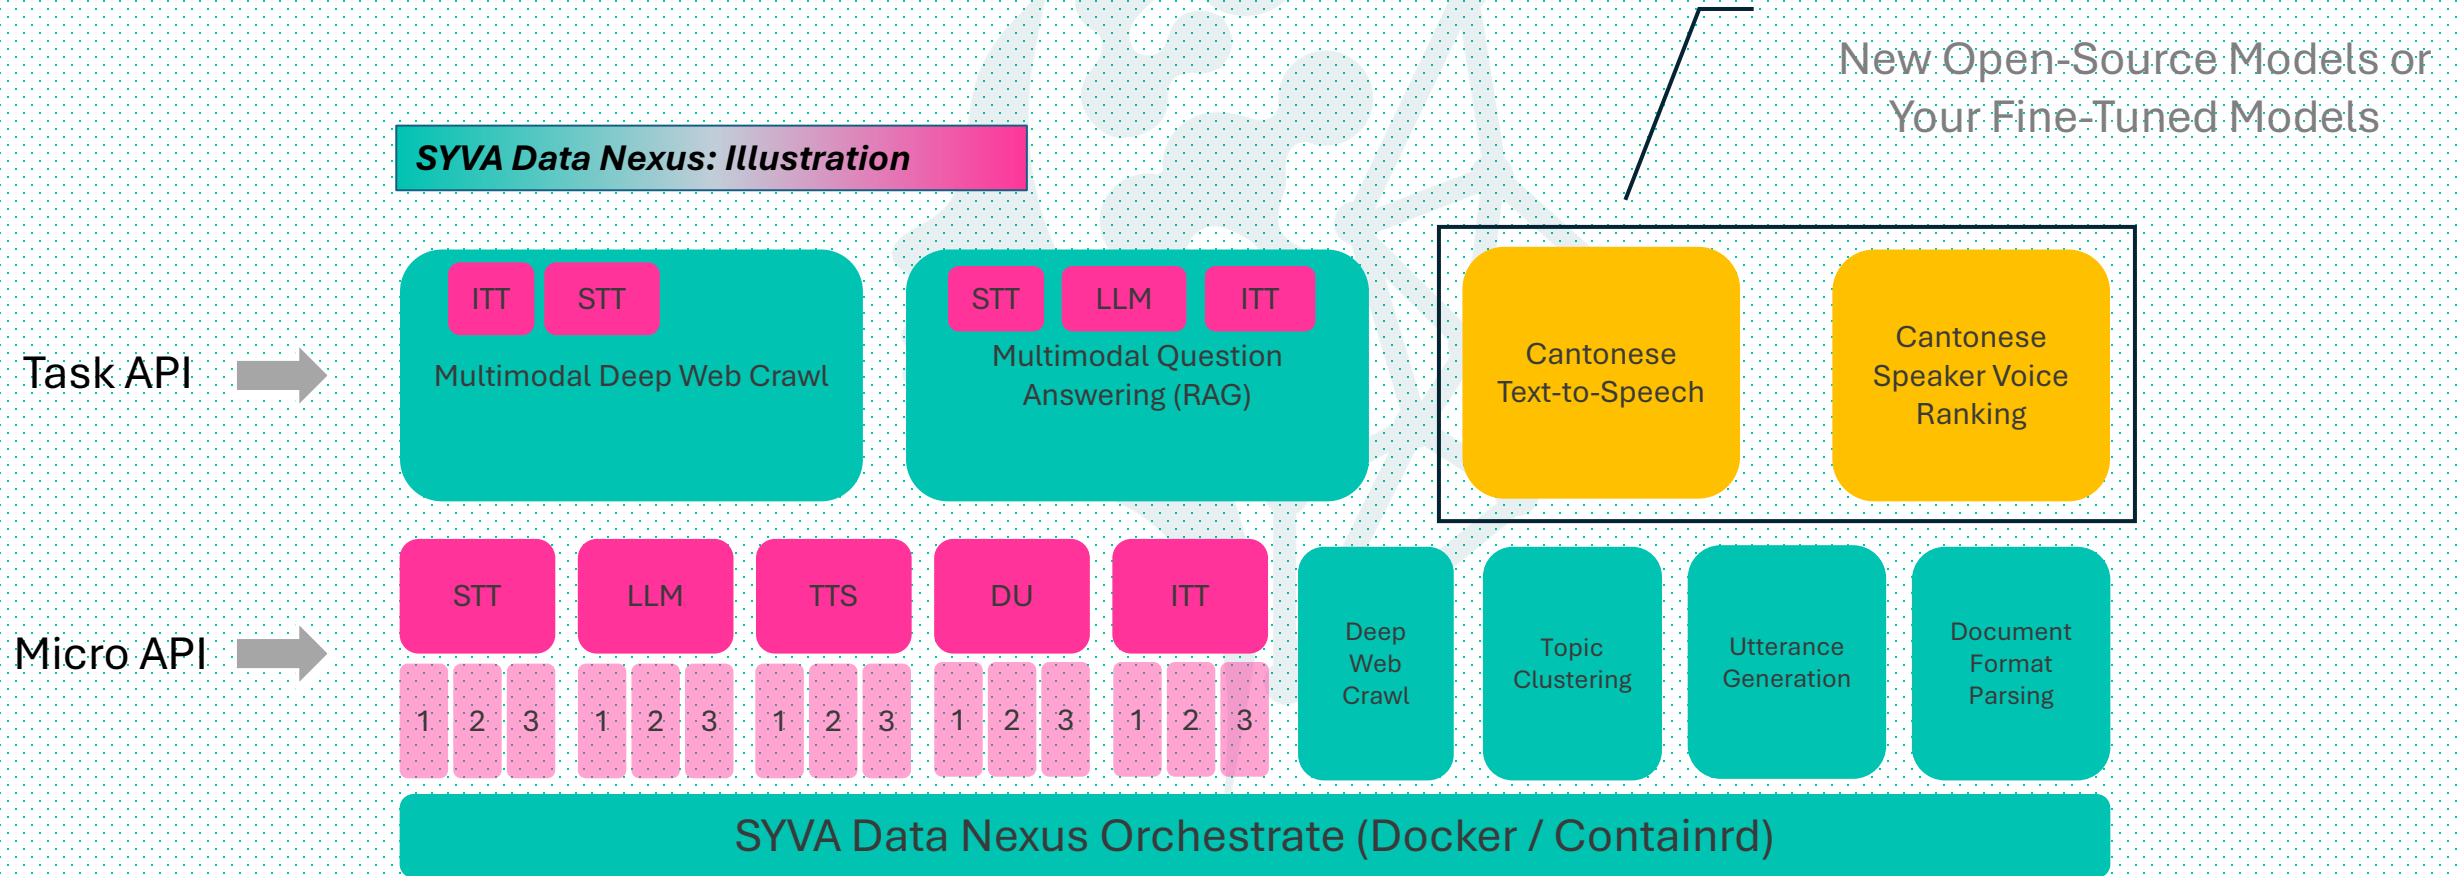 New Open-Source Models or
Your Fine-Tuned Models
SYVA Data Nexus: Illustration
Task API
ITT
STT
Multimodal Deep Web Crawl
STT
LLM
ITT
Multimodal Question
Answering (RAG)
Cantonese
Text-to-Speech
Cantonese
Speaker Voice
Ranking
Micro API
STT
LLM
TTS
DU
ITT
1 2 3
1 2 3
1 2 3
1 2 3
1 2 3
Deep
Web
Crawl
Topic
Clustering
Utterance
Generation
Document
Format
Parsing
SYVA Data Nexus Orchestrate (Docker / Containrd)